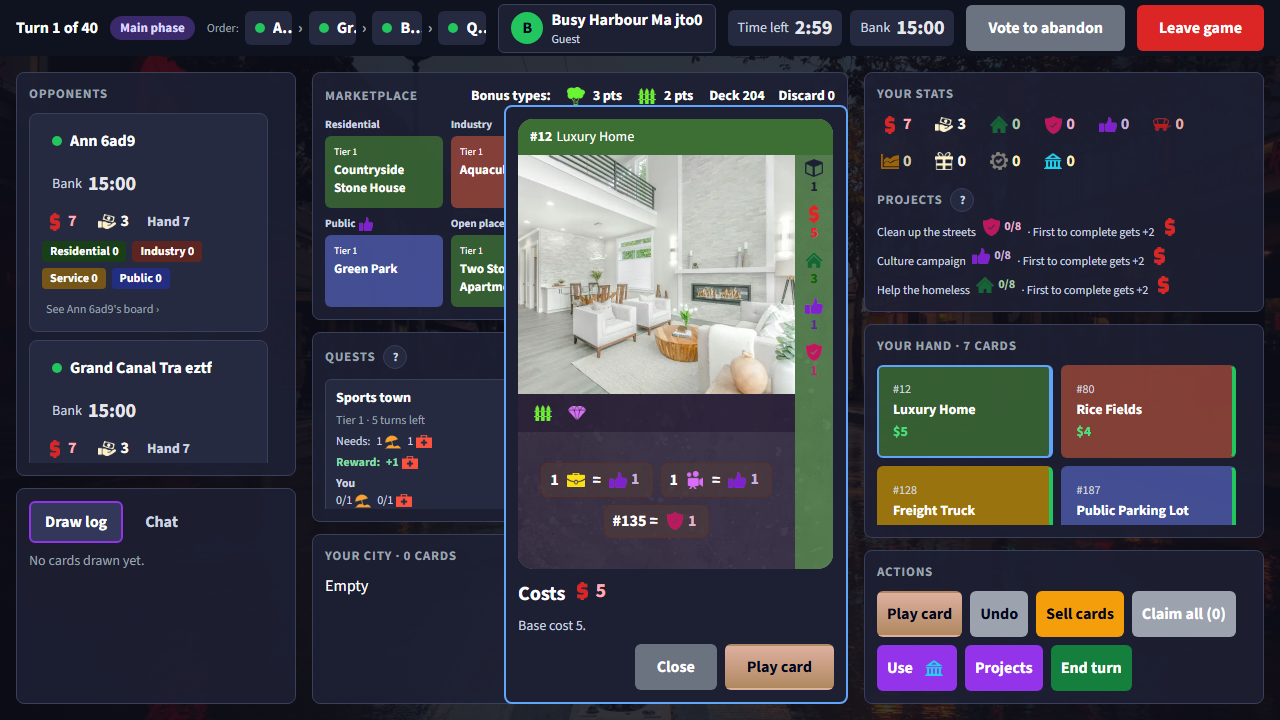 Turn 1 of 40
Main phase
Order:
A..
›
Gr.
›
B..
›
Q..
B
Busy Harbour Ma jto0
Guest
Time left 2:59
Bank 15:00
Vote to abandon
Leave game
OPPONENTS
Ann 6ad9
Bank 15:00
7 3 Hand 7
Residential 0 Industry 0
Service 0 Public 0
See Ann 6ad9's board ›
Grand Canal Tra eztf
Bank 15:00
7 3 Hand 7
Draw log Chat
No cards drawn yet.
MARKETPLACE
Bonus types: 3 pts 2 pts Deck 204 Discard 0
Residential
Tier 1
Countryside
Stone House
Industry
Tier 1
Public
Tier 1
Green Park
Open place
Tier 1
QUESTS ?
Sports town
Tier 1 · 5 turns left
Needs: 1 1
Reward: +1
You
0/1 0/1
YOUR CITY · 0 CARDS
Empty
#12 Luxury Home
1
5
3
1
1
1 = 1 1 = 1
#135 = 1
Costs $ 5
Base cost 5.
Close Play card
YOUR STATS
$ 7 3 0 0 0 0
0 0 0 0
PROJECTS ?
Clean up the streets 0/8 · First to complete gets +2 $
Culture campaign 0/8 · First to complete gets +2 $
Help the homeless 0/8 · First to complete gets +2 $
YOUR HAND · 7 CARDS
#12
Luxury Home
$5
#80
Rice Fields
$4
#128
Freight Truck
#187
Public Parking Lot
ACTIONS
Play card Undo Sell cards Claim all (0)
Use Projects End turn